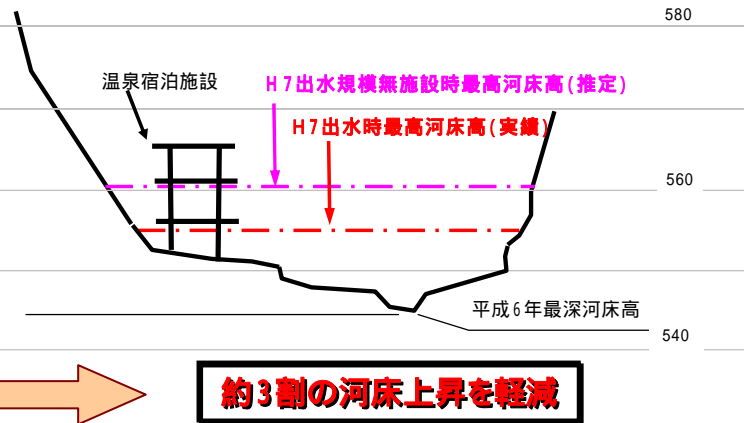 580
温泉宿泊施設
H7出水規模無施設時最高河床高(推定)
H7出水時最高河床高(実績)
560
平成6年最深河床高
540
約3割の河床上昇を軽減